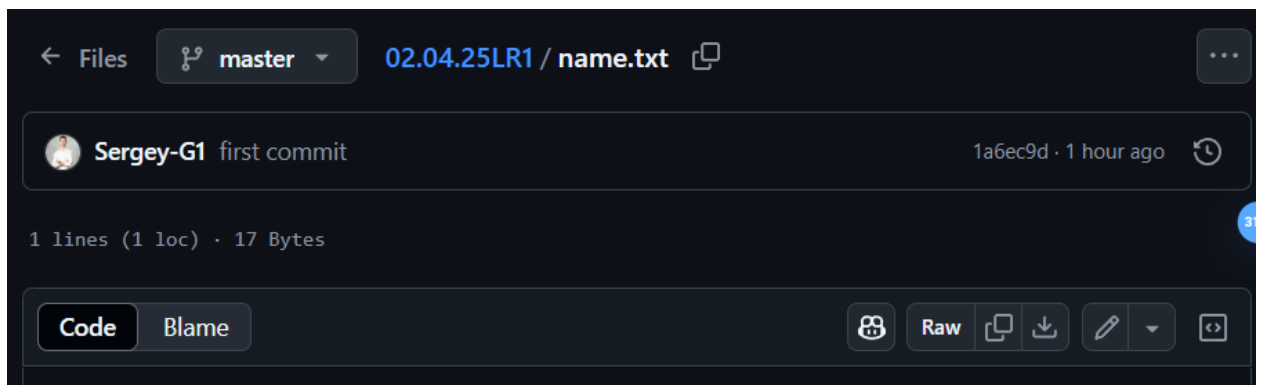 Files master 02.04.25LR1 / name.txt
Sergey-G1 first commit 1a6ec9d · 1 hour ago
31
1 lines (1 loc) · 17 Bytes
Code Blame Raw